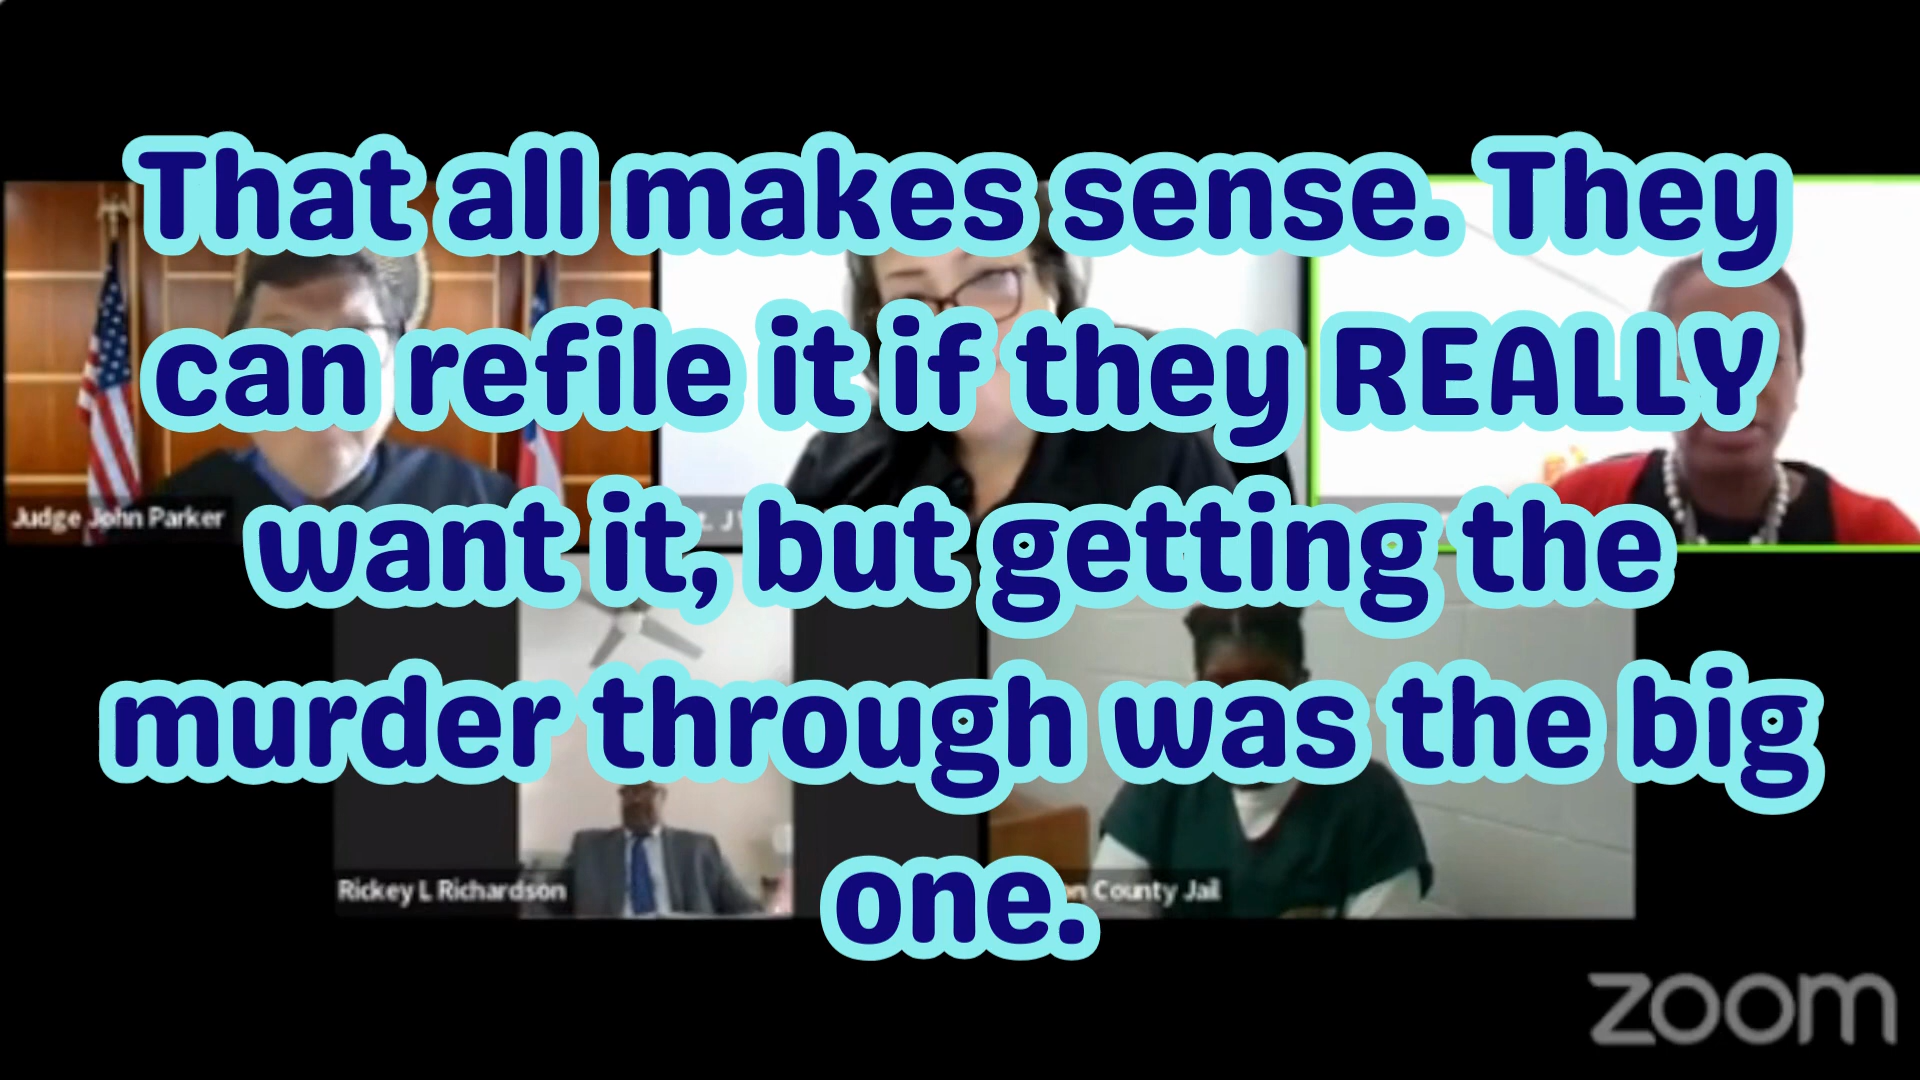 That all makes sense. They
can refile it if they REALLY
want it, but getting the
murder through was the big
one.
Judge John Parker
Rickey L Richardson
County Jail
zoom